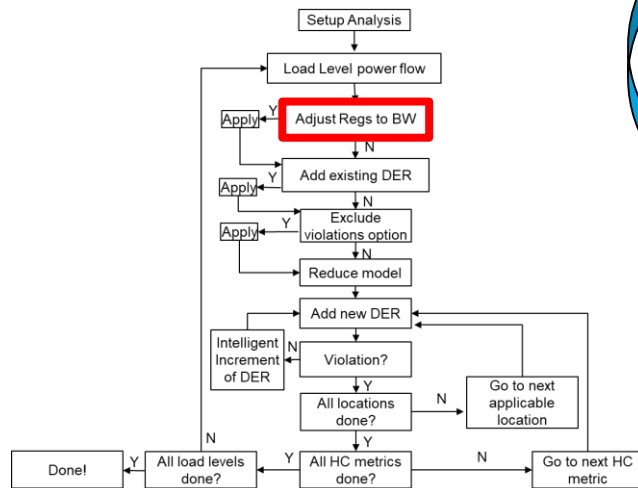 Setup Analysis
Load Level power flow
Apply
Y
Adjust Regs to BW
N
Apply
Y
Add existing DER
N
Apply
Y
Exclude
violations option
N
Reduce model
Add new DER
Intelligent
Increment
of DER
N
Violation?
Y
All locations
done?
N
Go to next
applicable
location
Y
N
Done!
Y
All load levels
done?
Y
All HC metrics
done?
N
Go to next HC
metric